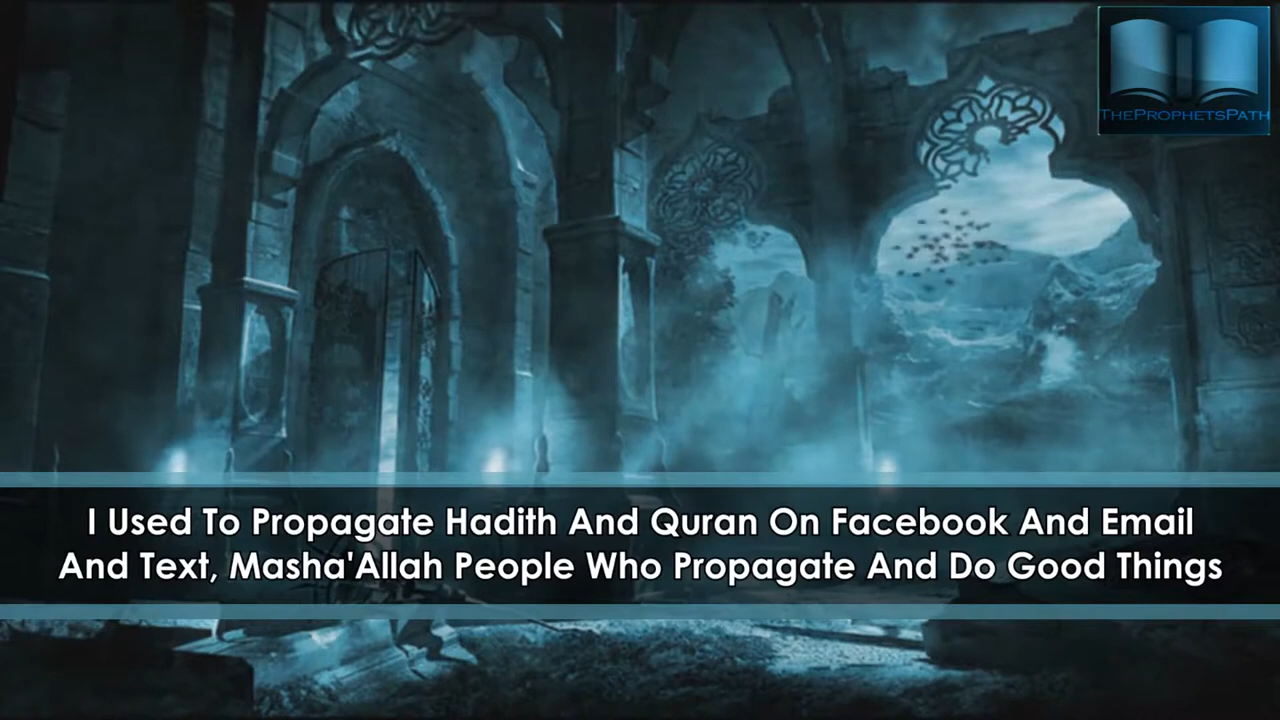 TheProphetsPath
I Used To Propagate Hadith And Quran On Facebook And Email
And Text, Masha'Allah People Who Propagate And Do Good Things